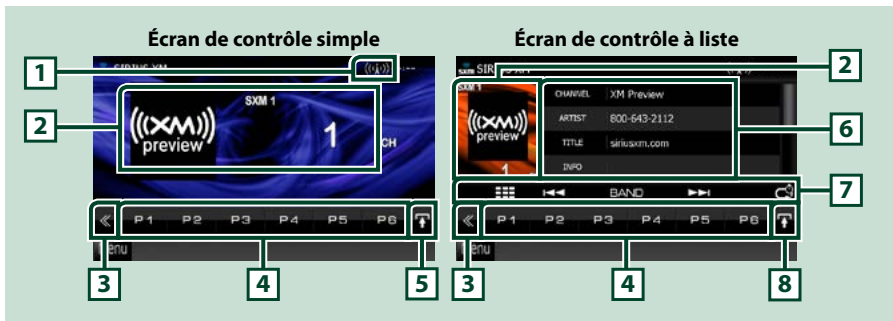 Écran de contrôle simple
Écran de contrôle à liste
1
2
SXM 1
((XM))
preview
1
CH
P1 P2 P3 P4 P5 P6
Menu
3
4
5
2
SXM 1
((XM))
preview
1
CHANNEL XM Preview
ARTIST 800-643-2112
TITLE siriusxm.com
INFO
BAND
P1 P2 P3 P4 P5 P6
6
7
3
4
8